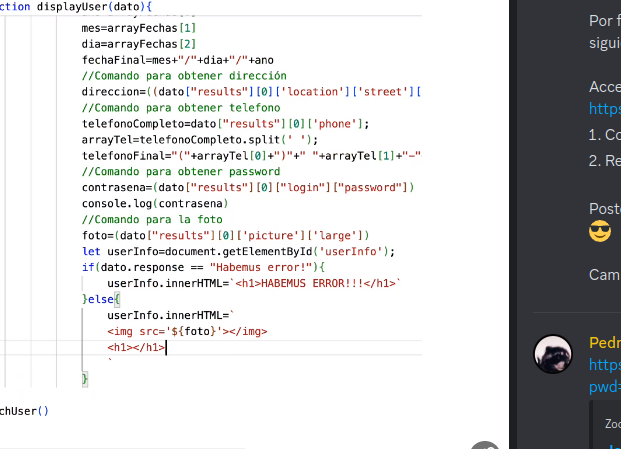 ction displayUser(dato){
mes=arrayFechas[1]
dia=arrayFechas[2]
fechaFinal=mes+"/"+dia+"/"+ano
//Comando para obtener dirección
direccion=((dato["results"][0]['location']['street'][
//Comando para obtener telefono
telefonoCompleto=dato["results"][0]['phone'];
arrayTel=telefonoCompleto.split(' ');
telefonoFinal="("+arrayTel[0]+")"+" "+arrayTel[1]+"-"
//Comando para obtener password
contrasena=(dato["results"][0]["login"]["password"])
console.log(contrasena)
//Comando para la foto
foto=(dato["results"][0]['picture']['large'])
let userInfo=document.getElementById('userInfo');
if(dato.response == "Habemus error!"){
userInfo.innerHTML=`<h1>HABEMUS ERROR!!!</h1>`
}else{
userInfo.innerHTML=`
<img src='${foto}'></img>
<h1></h1>
`
}
chUser()
Por f
siguie
Acce
https
1. Co
2. Re
Poste
😎
Cam
Pedr
https
pwd=
Zoo